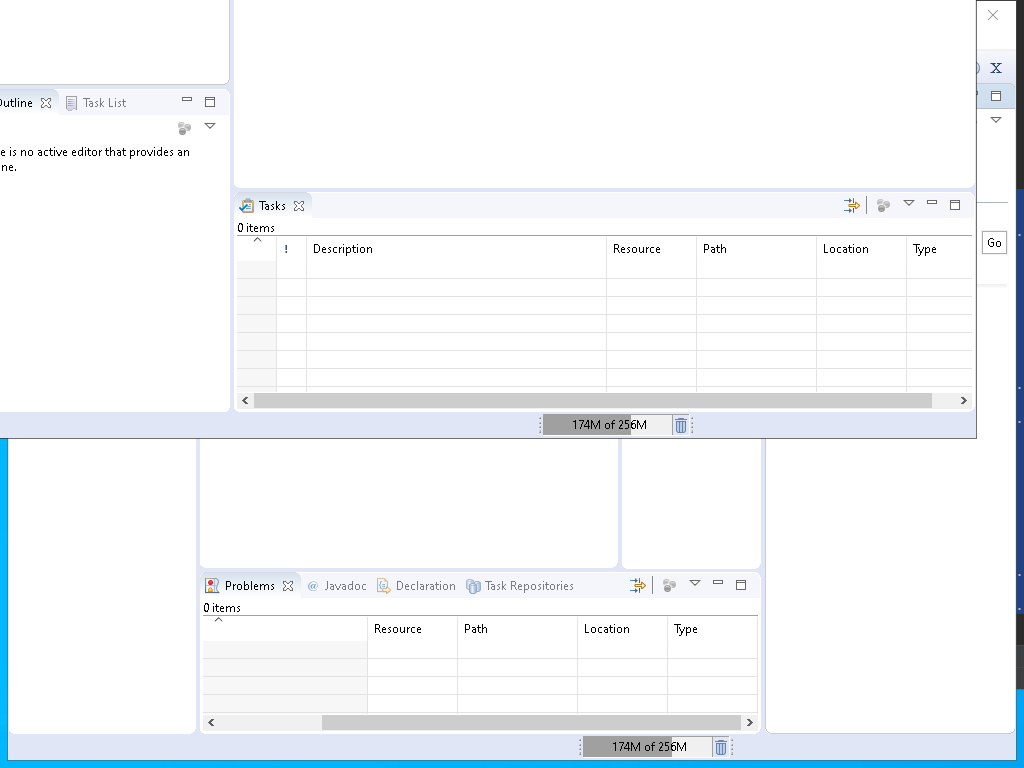 Outline
Task List
e is no active editor that provides an
ne.
Tasks
0 items
! Description Resource Path Location Type
174M of 256M
X
Go
Problems @ Javadoc Declaration Task Repositories
0 items
Resource Path Location Type
174M of 256M